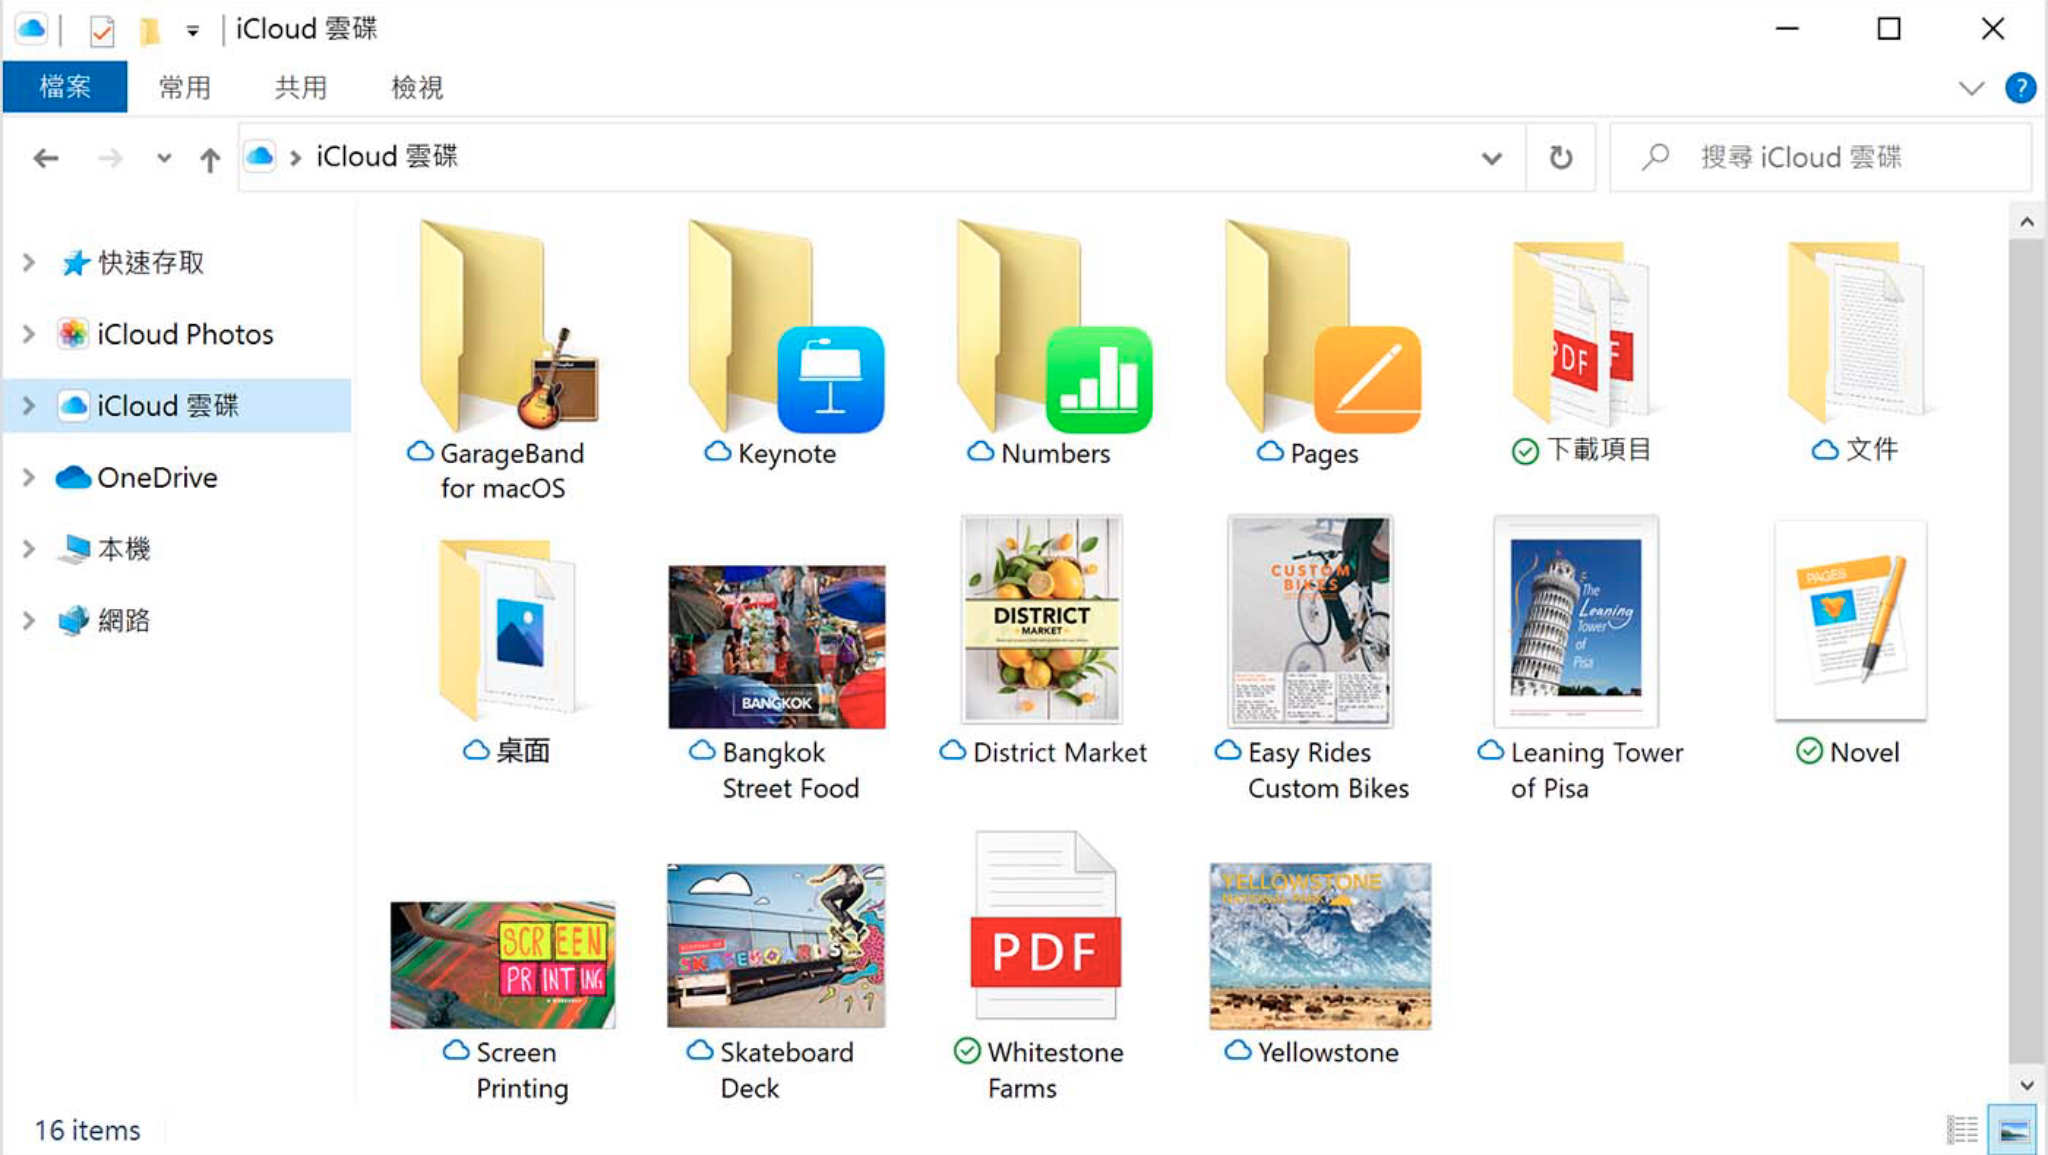 iCloud 雲碟
檔案 常用 共用 檢視
iCloud 雲碟
搜尋 iCloud 雲碟
快速存取
iCloud Photos
iCloud 雲碟
OneDrive
本機
網路
GarageBand
for macOS
Keynote
Numbers
Pages
PDF
下載項目
文件
桌面
BANGKOK
Bangkok
Street Food
DISTRICT
MARKET
District Market
CUSTOM
BIKES
Easy Rides
Custom Bikes
The
Leaning
Tower
of
Pisa
Leaning Tower
of Pisa
PAGES
Novel
SCREEN
PRINTING
Screen
Printing
SKATEBOARDS
Skateboard
Deck
PDF
Whitestone
Farms
YELLOWSTONE
NATIONAL PARK
Yellowstone
16 items